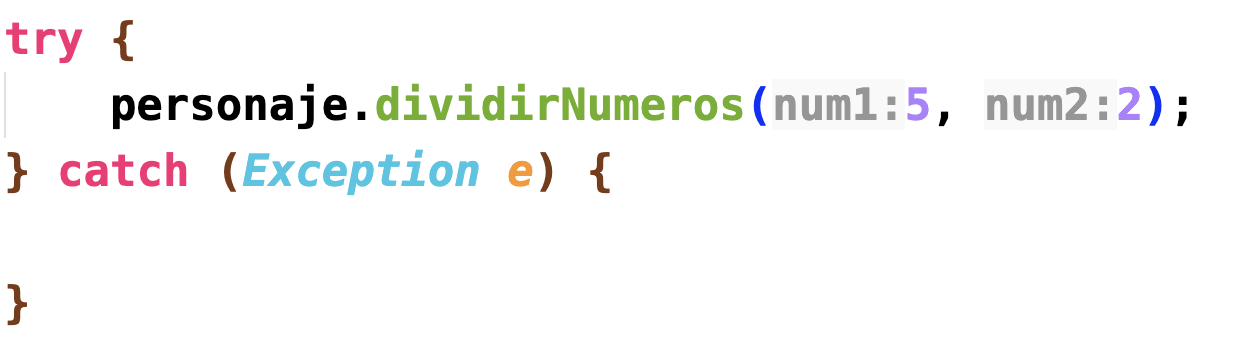 try {
personaje.dividirNumeros(num1:5, num2:2);
} catch (Exception e) {
}